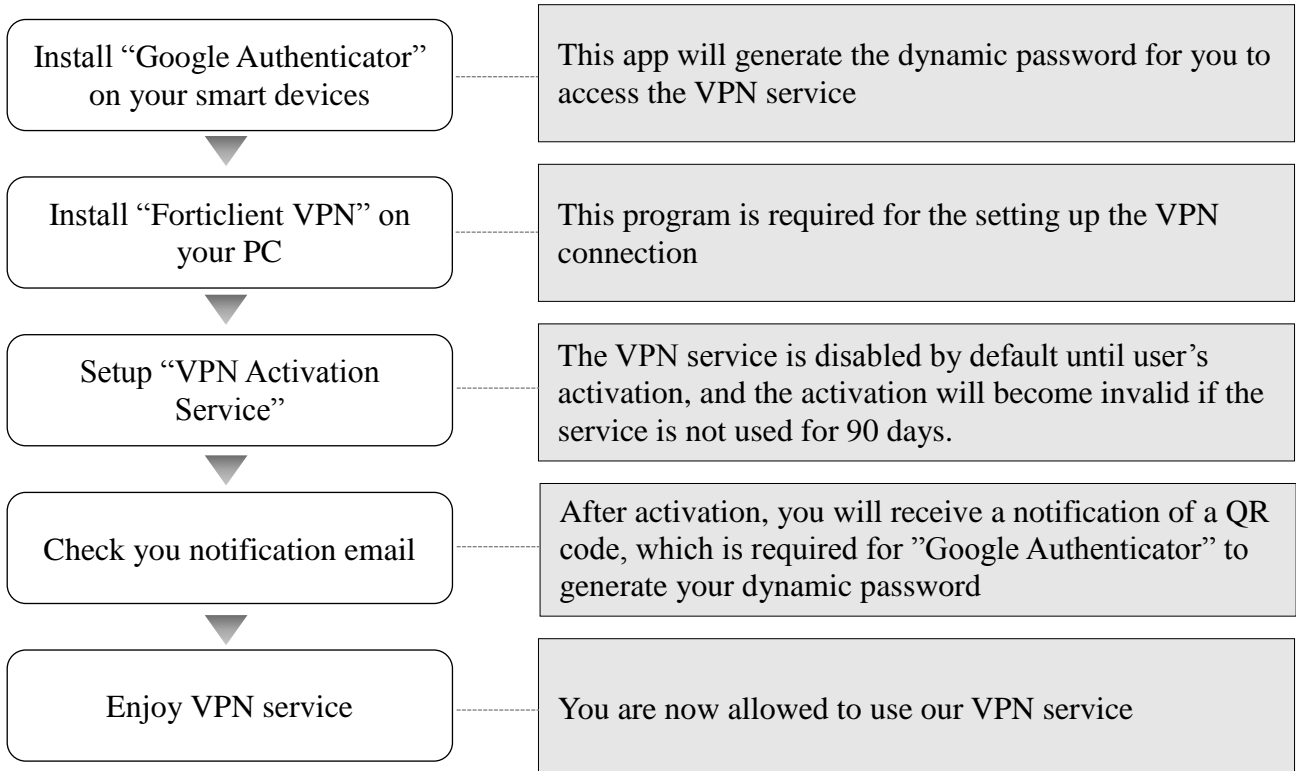 Install “Google Authenticator”
on your smart devices
This app will generate the dynamic password for you to
access the VPN service
Install “Forticlient VPN” on
your PC
This program is required for the setting up the VPN
connection
Setup “VPN Activation
Service”
The VPN service is disabled by default until user’s
activation, and the activation will become invalid if the
service is not used for 90 days.
Check you notification email
After activation, you will receive a notification of a QR
code, which is required for ”Google Authenticator” to
generate your dynamic password
Enjoy VPN service
You are now allowed to use our VPN service